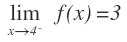 lim f(x) =3
x→4⁻